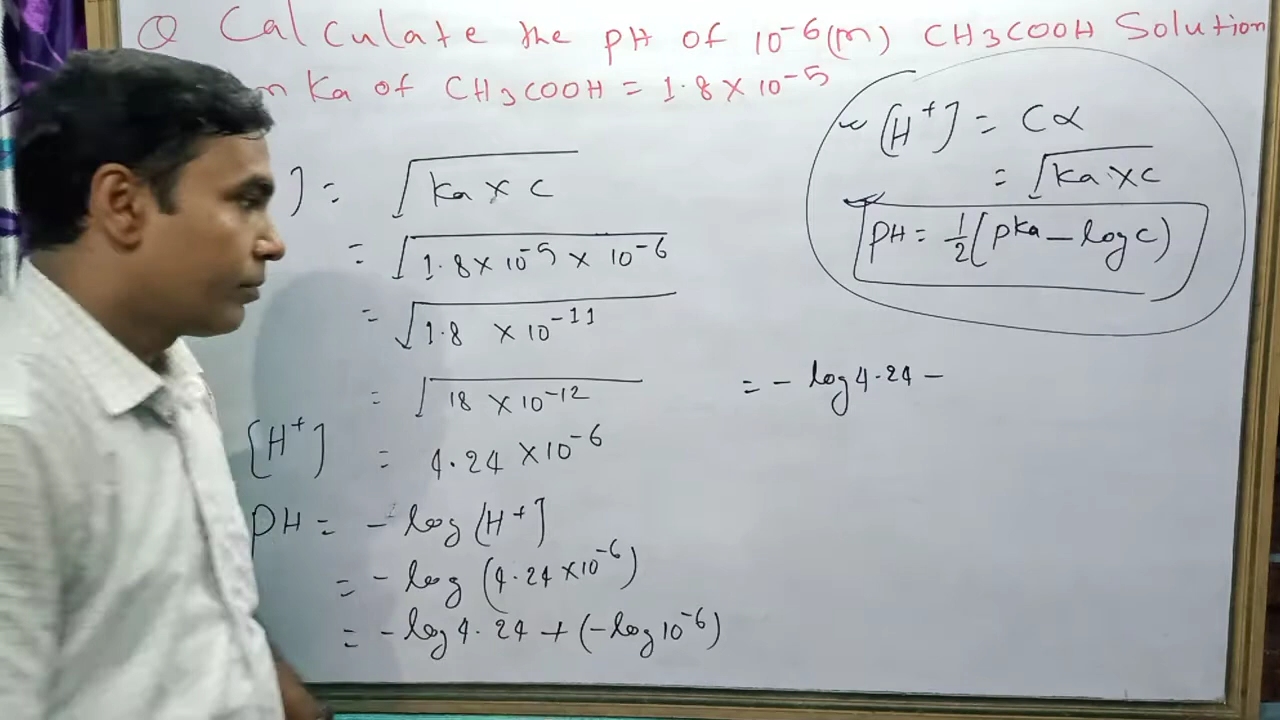 Q Calculate the PH of 10⁻⁶(m) CH3COOH Solution
Ka of CH3COOH = 1.8 × 10⁻⁵
] = √Ka × C
= √1.8 × 10⁻⁵ × 10⁻⁶
= √1.8 × 10⁻¹¹
= √18 × 10⁻¹²
[H⁺] = 4.24 × 10⁻⁶
PH = - log [H⁺]
= - log (4.24 × 10⁻⁶)
= - log 4.24 + (- log 10⁻⁶)
[H⁺] = Cα
= √Ka × C
PH = ½ (Pka - log C)
= - log 4.24 -